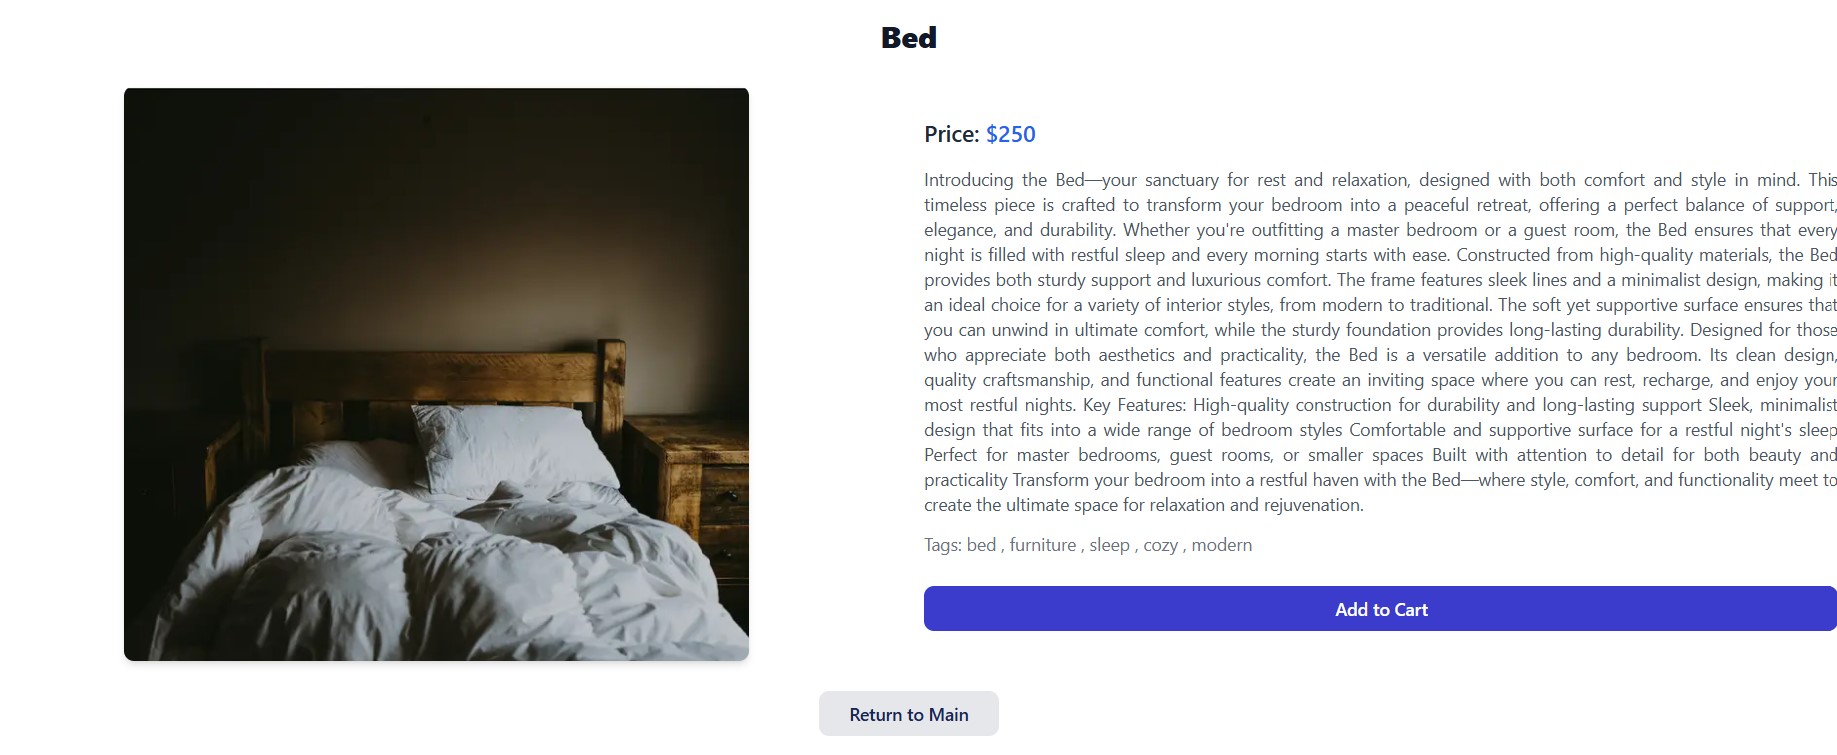 Bed
Price: $250
Introducing the Bed—your sanctuary for rest and relaxation, designed with both comfort and style in mind. This
timeless piece is crafted to transform your bedroom into a peaceful retreat, offering a perfect balance of support,
elegance, and durability. Whether you're outfitting a master bedroom or a guest room, the Bed ensures that every
night is filled with restful sleep and every morning starts with ease. Constructed from high-quality materials, the Bed
provides both sturdy support and luxurious comfort. The frame features sleek lines and a minimalist design, making it
an ideal choice for a variety of interior styles, from modern to traditional. The soft yet supportive surface ensures that
you can unwind in ultimate comfort, while the sturdy foundation provides long-lasting durability. Designed for those
who appreciate both aesthetics and practicality, the Bed is a versatile addition to any bedroom. Its clean design,
quality craftsmanship, and functional features create an inviting space where you can rest, recharge, and enjoy your
most restful nights. Key Features: High-quality construction for durability and long-lasting support Sleek, minimalist
design that fits into a wide range of bedroom styles Comfortable and supportive surface for a restful night's sleep
Perfect for master bedrooms, guest rooms, or smaller spaces Built with attention to detail for both beauty and
practicality Transform your bedroom into a restful haven with the Bed—where style, comfort, and functionality meet to
create the ultimate space for relaxation and rejuvenation.
Tags: bed , furniture , sleep , cozy , modern
Add to Cart
Return to Main